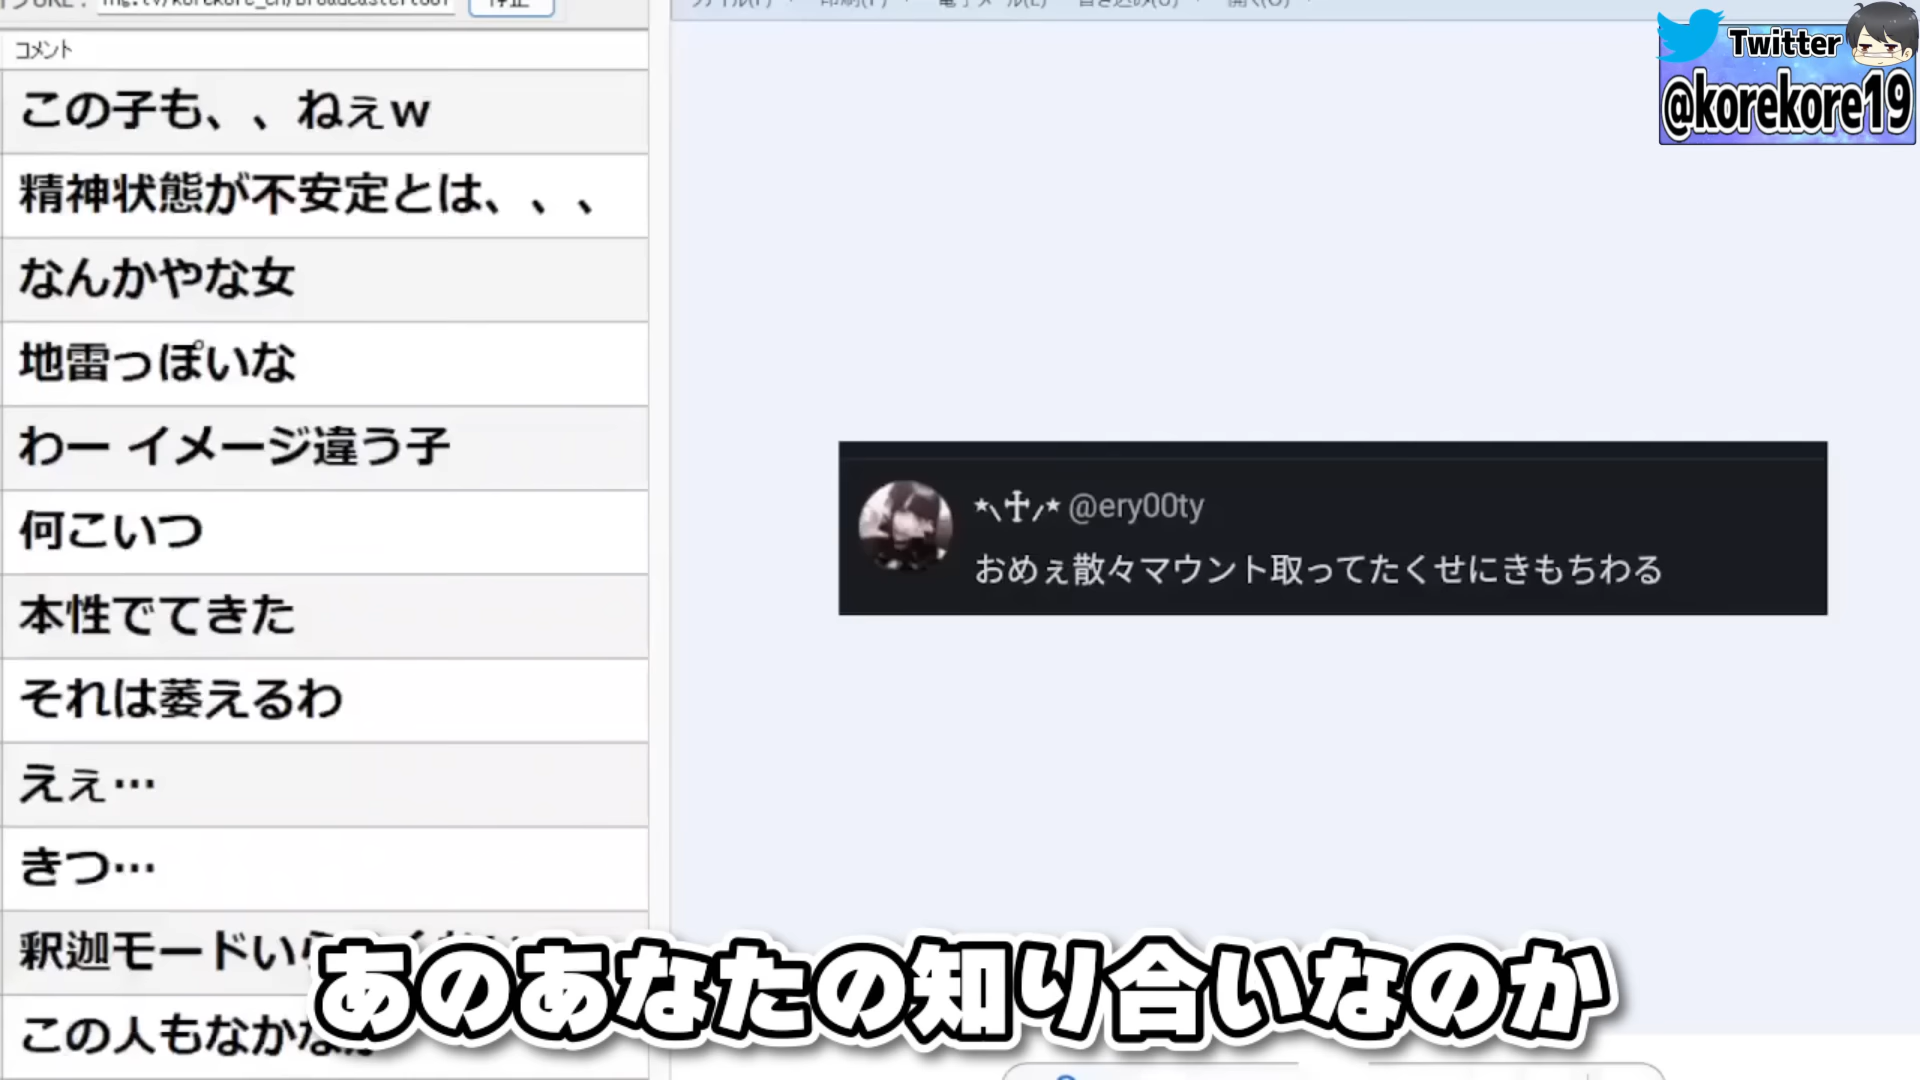 コメント
この子も、、ねぇw
精神状態が不安定とは、、、
なんかやな女
地雷っぽいな
わー イメージ違う子
何こいつ
本性でてきた
それは萎えるわ
えぇ…
きつ…
釈迦モードいら
この人もなかな
Twitter
@korekore19
@ery00ty
おめぇ散々マウント取ってたくせにきもちわる
あのあなたの知り合いなのか